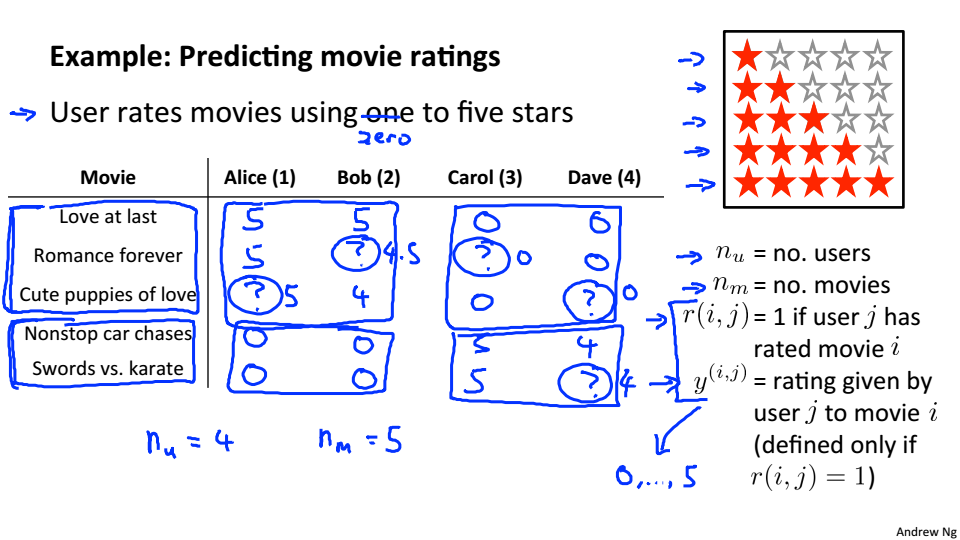 Example: Predicting movie ratings
User rates movies using one to five stars
zero
Movie Alice (1) Bob (2) Carol (3) Dave (4)
Love at last 5 5 0 0
Romance forever 5 ? 4.5 ? 0 0
Cute puppies of love ? 5 4 0 ? 0
Nonstop car chases 0 0 5 4
Swords vs. karate 0 0 5 ? 4
n_u = 4 n_m = 5
n_u = no. users
n_m = no. movies
r(i, j) = 1 if user j has
rated movie i
y^{(i,j)} = rating given by
user j to movie i
(defined only if
r(i, j) = 1)
0,..., 5
Andrew Ng